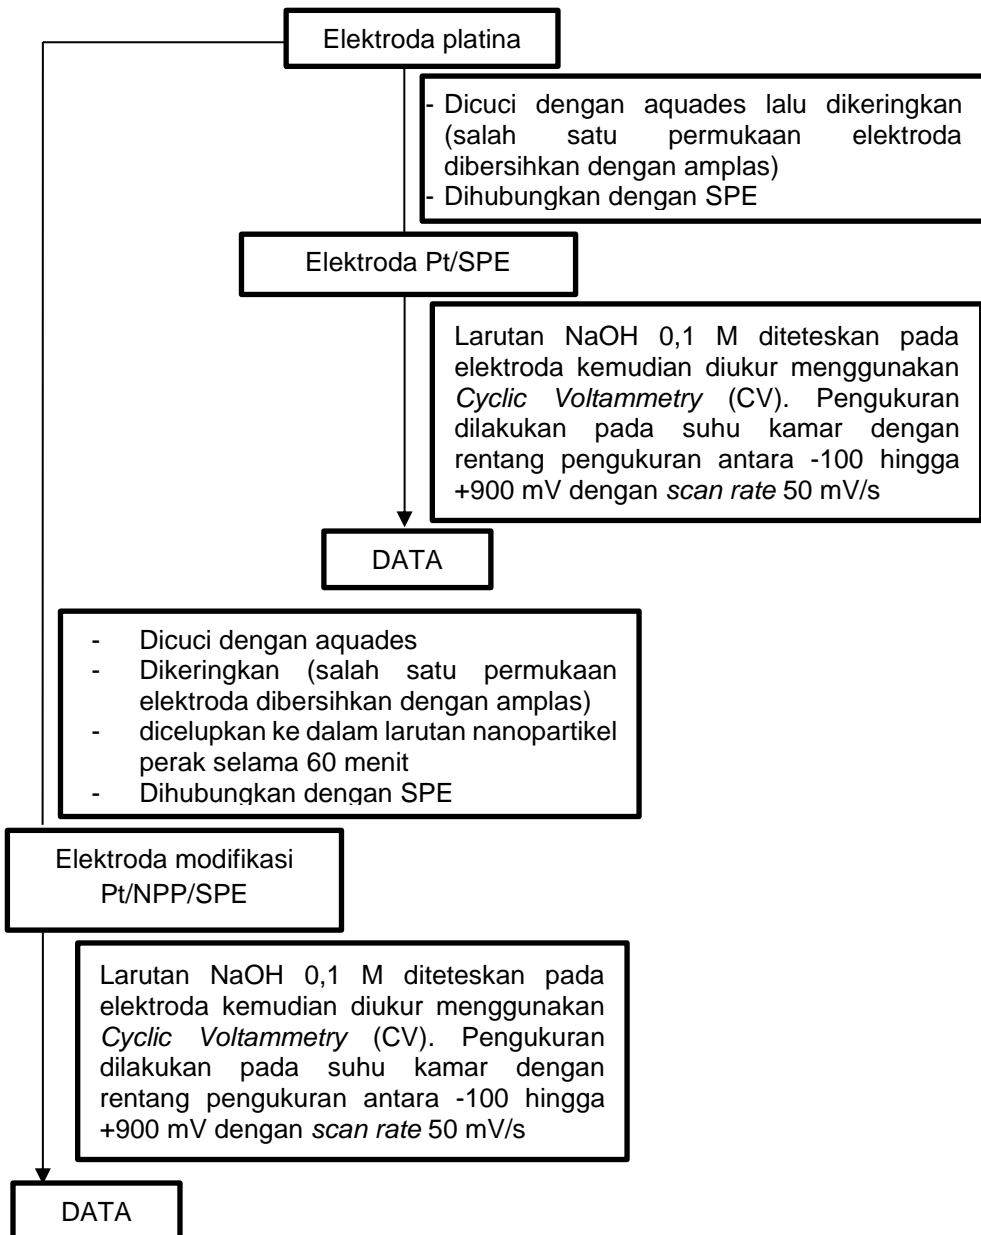 Elektroda platina
- Dicuci dengan aquades lalu dikeringkan
(salah satu permukaan elektroda
dibersihkan dengan amplas)
- Dihubungkan dengan SPE
Elektroda Pt/SPE
Larutan NaOH 0,1 M diteteskan pada
elektroda kemudian diukur menggunakan
Cyclic Voltammetry (CV). Pengukuran
dilakukan pada suhu kamar dengan
rentang pengukuran antara -100 hingga
+900 mV dengan scan rate 50 mV/s
DATA
- Dicuci dengan aquades
- Dikeringkan (salah satu permukaan
elektroda dibersihkan dengan amplas)
- dicelupkan ke dalam larutan nanopartikel
perak selama 60 menit
- Dihubungkan dengan SPE
Elektroda modifikasi
Pt/NPP/SPE
Larutan NaOH 0,1 M diteteskan pada
elektroda kemudian diukur menggunakan
Cyclic Voltammetry (CV). Pengukuran
dilakukan pada suhu kamar dengan
rentang pengukuran antara -100 hingga
+900 mV dengan scan rate 50 mV/s
DATA